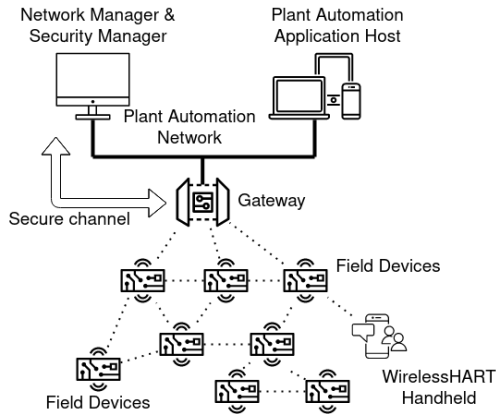 Network Manager &
Security Manager
Plant Automation
Application Host
Plant Automation
Network
Secure channel
Gateway
Field Devices
WirelessHART
Handheld
Field Devices